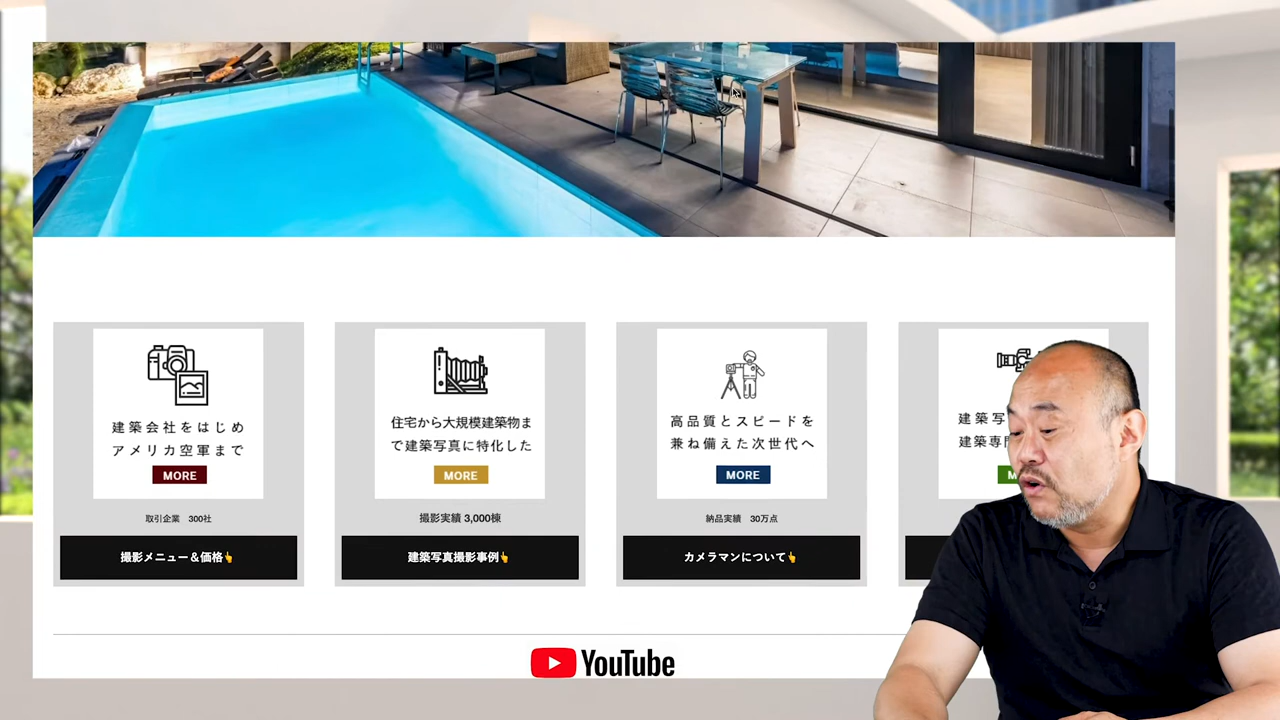 建築会社をはじめ
アメリカ空軍まで
MORE
取引企業 300社
撮影メニュー＆価格👆
住宅から大規模建築物ま
で建築写真に特化した
MORE
撮影実績 3,000棟
建築写真撮影事例👆
高品質とスピードを
兼ね備えた次世代へ
MORE
納品実績 30万点
カメラマンについて👆
建築写
建築専
YouTube